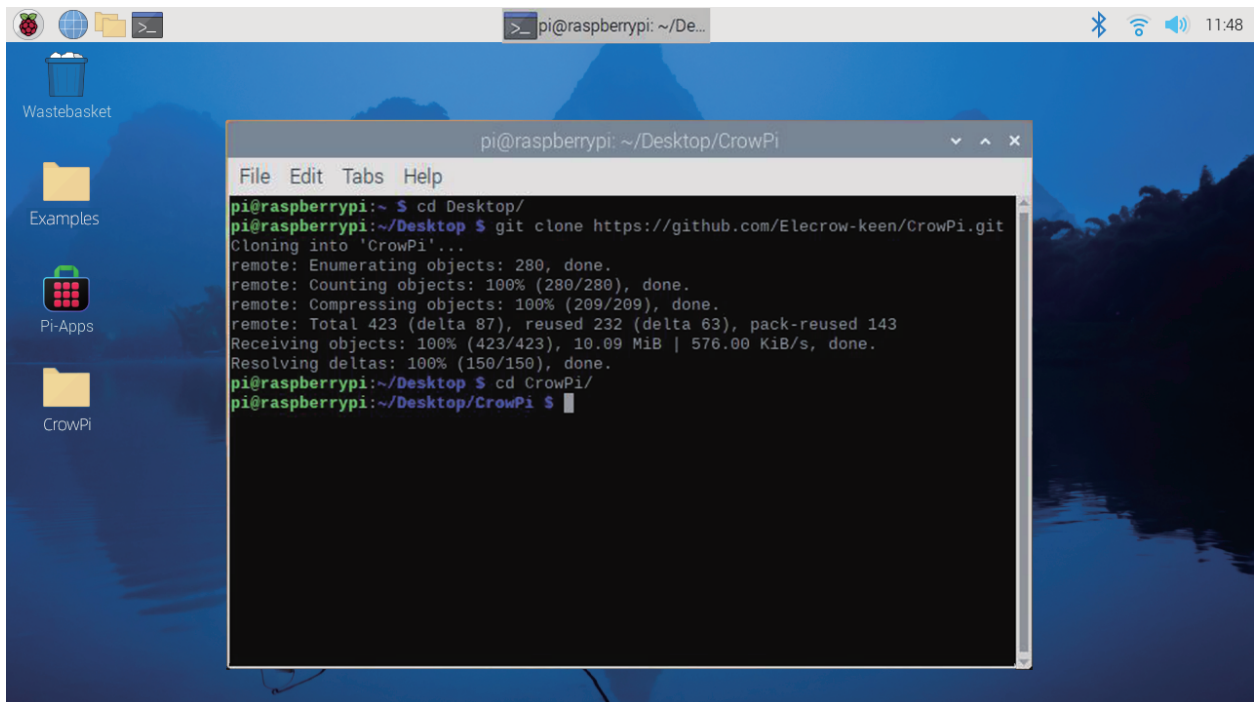 pi@raspberrypi: ~/De...
11:48
Wastebasket
Examples
Pi-Apps
CrowPi
pi@raspberrypi: ~/Desktop/CrowPi
File Edit Tabs Help
pi@raspberrypi:~ $ cd Desktop/
pi@raspberrypi:~/Desktop $ git clone https://github.com/Elecrow-keen/CrowPi.git
Cloning into 'CrowPi'...
remote: Enumerating objects: 280, done.
remote: Counting objects: 100% (280/280), done.
remote: Compressing objects: 100% (209/209), done.
remote: Total 423 (delta 87), reused 232 (delta 63), pack-reused 143
Receiving objects: 100% (423/423), 10.09 MiB | 576.00 KiB/s, done.
Resolving deltas: 100% (150/150), done.
pi@raspberrypi:~/Desktop $ cd CrowPi/
pi@raspberrypi:~/Desktop/CrowPi $